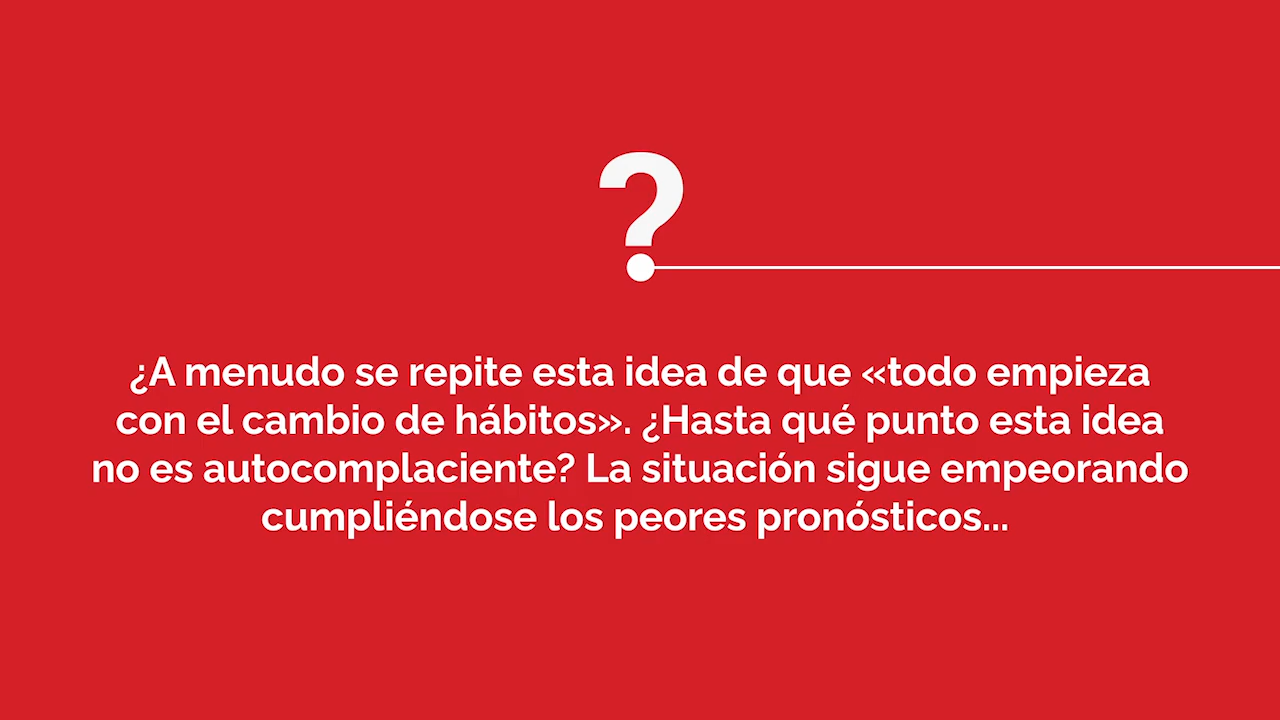 ?
¿A menudo se repite esta idea de que «todo empieza
con el cambio de hábitos». ¿Hasta qué punto esta idea
no es autocomplaciente? La situación sigue empeorando
cumpliéndose los peores pronósticos...